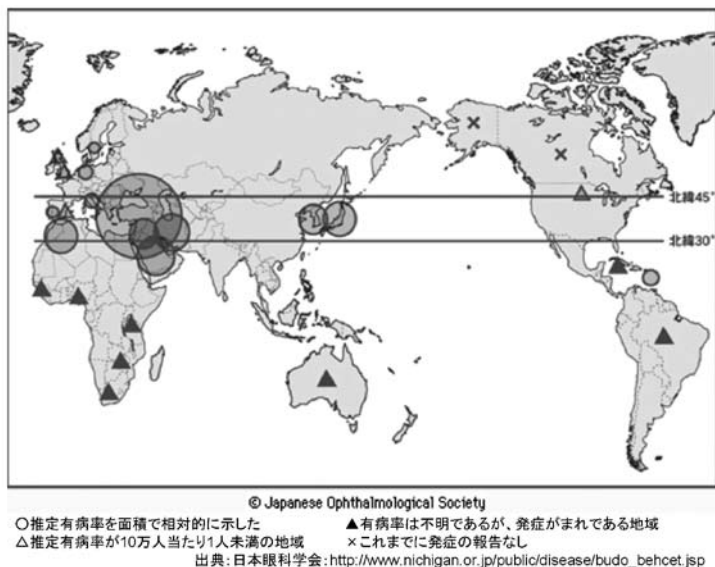 北緯45°
北緯30°
© Japanese Ophthalmological Society
○推定有病率を面積で相対的に示した
▲有病率は不明であるが、発症がまれである地域
△推定有病率が10万人当たり1人未満の地域
×これまでに発症の報告なし
出典:日本眼科学会:http://www.nichigan.or.jp/public/disease/budo_behcet.jsp